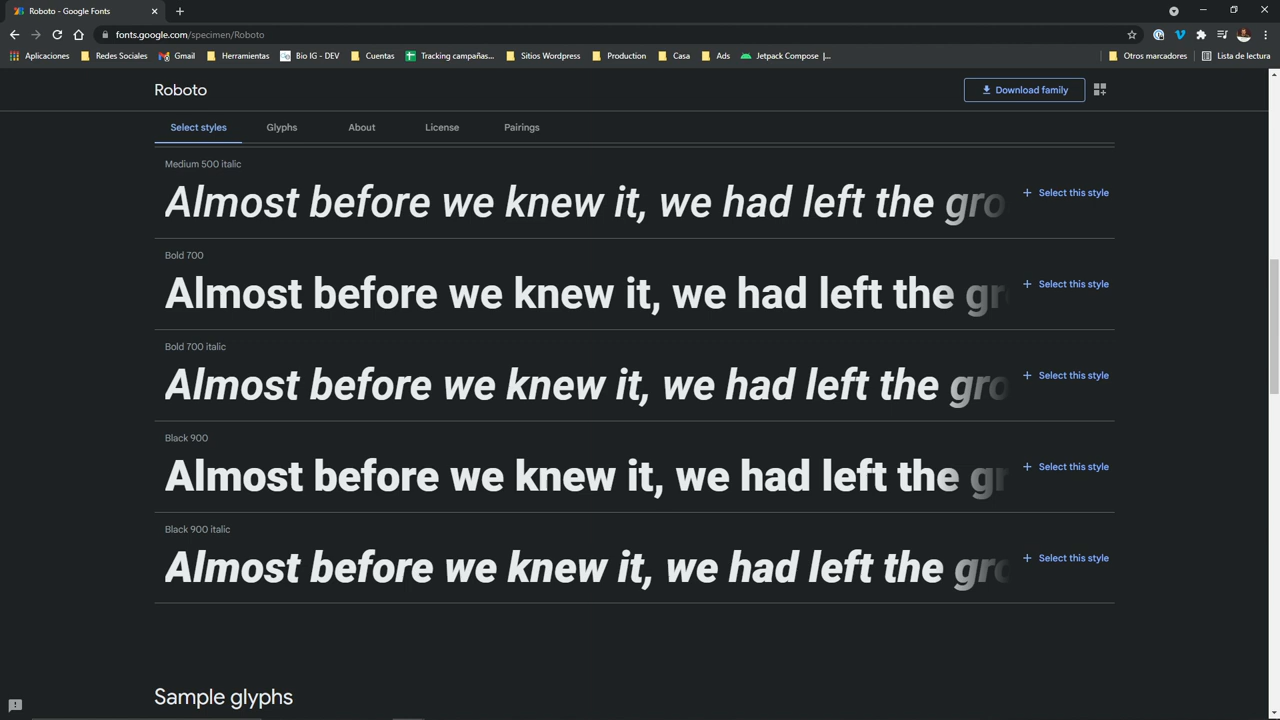 Roboto - Google Fonts
fonts.google.com/specimen/Roboto
Aplicaciones Redes Sociales Gmail Herramientas Bio IG - DEV Cuentas Tracking campañas... Sitios Wordpress Production Casa Ads Jetpack Compose |... Otros marcadores Lista de lectura
Roboto Download family
Select styles Glyphs About License Pairings
Medium 500 italic
Almost before we knew it, we had left the gro Select this style
Bold 700
Almost before we knew it, we had left the gr Select this style
Bold 700 italic
Almost before we knew it, we had left the gro Select this style
Black 900
Almost before we knew it, we had left the gr Select this style
Black 900 italic
Almost before we knew it, we had left the gro Select this style
Sample glyphs